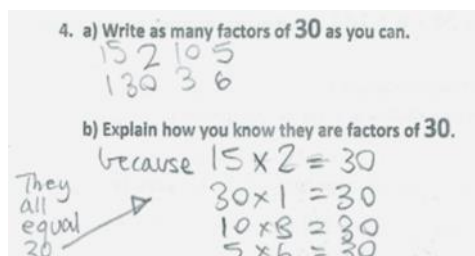 4. a) Write as many factors of 30 as you can.
15 2 10 5
1 30 3 6
b) Explain how you know they are factors of 30.
because 15 x 2 = 30
30 x 1 = 30
10 x 3 = 30
5 x 6 = 30
They
all
equal
30